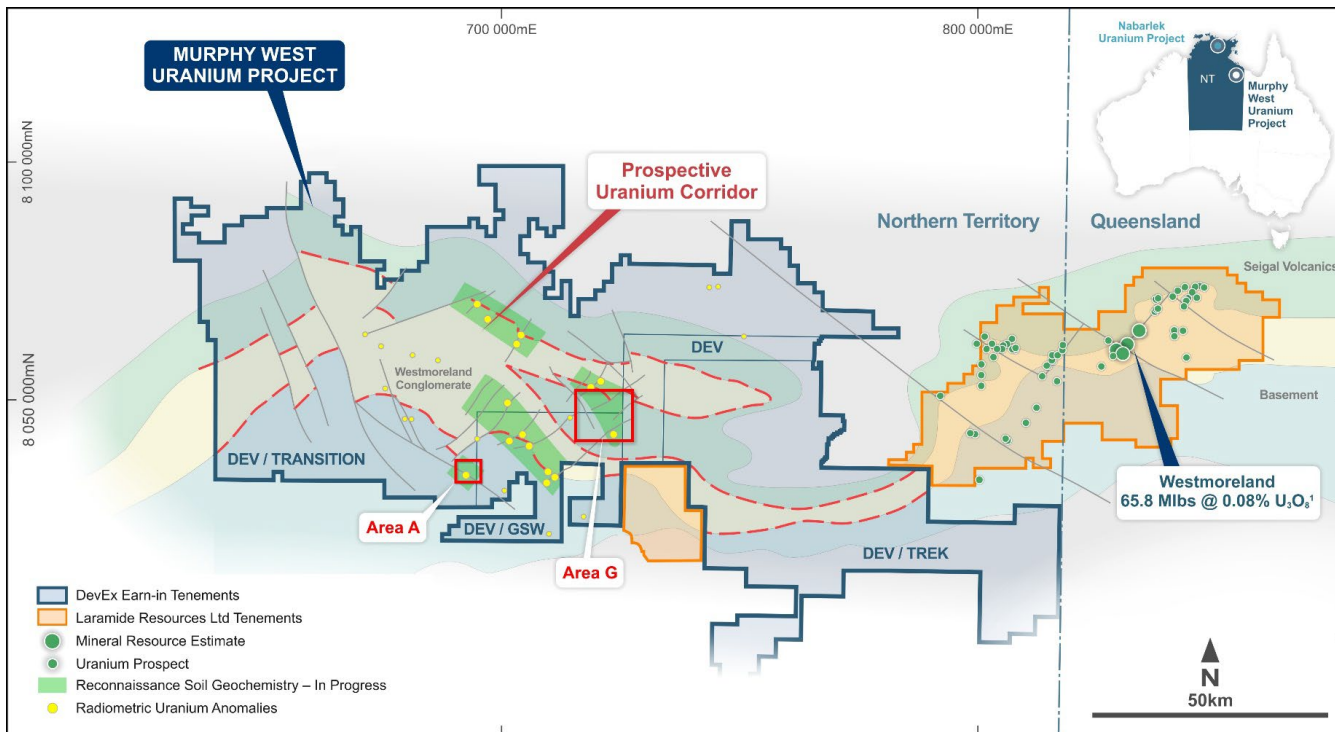 700 000mE
800 000mE
8 100 000mN
8 050 000mN
MURPHY WEST
URANIUM PROJECT
Prospective
Uranium Corridor
Nabarlek
Uranium Project
NT
Murphy
West
Uranium
Project
Northern Territory
Queensland
Seigal Volcanics
DEV
Westmoreland
Conglomerate
Basement
DEV / TRANSITION
Area A
DEV / GSW
Area G
DEV / TREK
Westmoreland
65.8 Mlbs @ 0.08% U₃O₈¹
DevEx Earn-in Tenements
Laramide Resources Ltd Tenements
Mineral Resource Estimate
Uranium Prospect
Reconnaissance Soil Geochemistry – In Progress
Radiometric Uranium Anomalies
N
50km